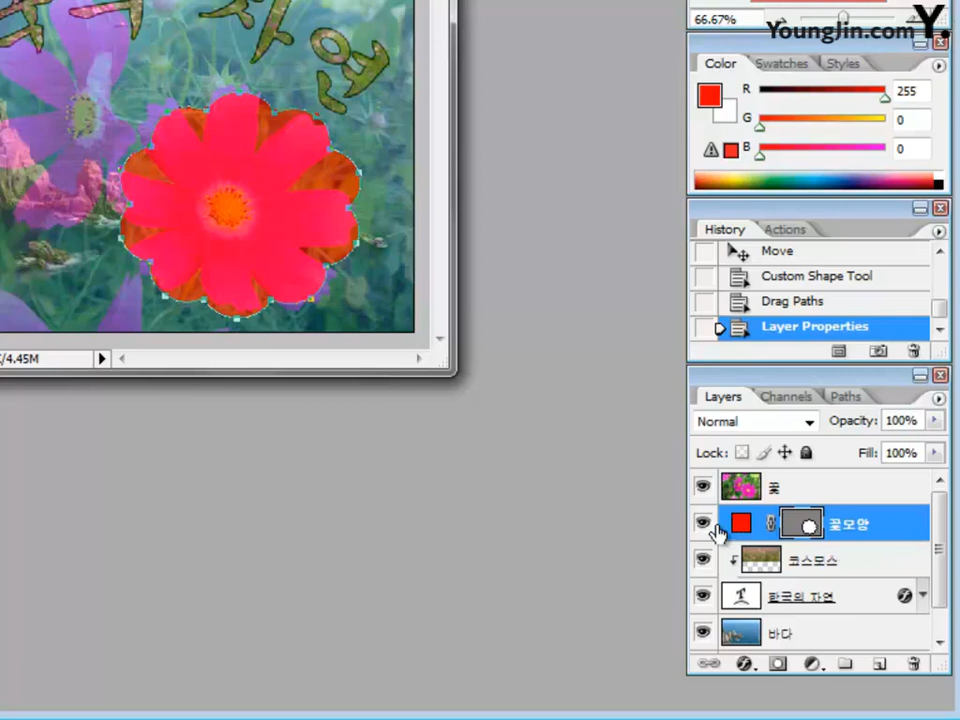 자연
66.67%
YoungJin.com Y.
Color Swatches Styles
R 255
G 0
B 0
/4.45M
History Actions
Move
Custom Shape Tool
Drag Paths
Layer Properties
Layers Channels Paths
Normal Opacity: 100%
Lock: Fill: 100%
꽃
꽃모양
코스모스
T 한국의 자연
바다